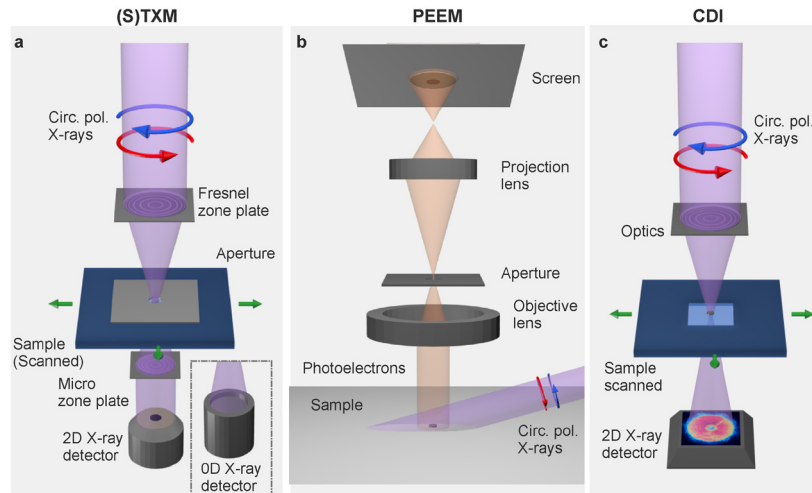 (S)TXM
PEEM
CDI
a
Circ. pol.
X-rays
Fresnel
zone plate
Aperture
Sample
(Scanned)
Micro
zone plate
2D X-ray
detector
0D X-ray
detector
b
Screen
Projection
lens
Aperture
Objective
lens
Photoelectrons
Sample
Circ. pol.
X-rays
c
Circ. pol.
X-rays
Optics
Sample
scanned
2D X-ray
detector